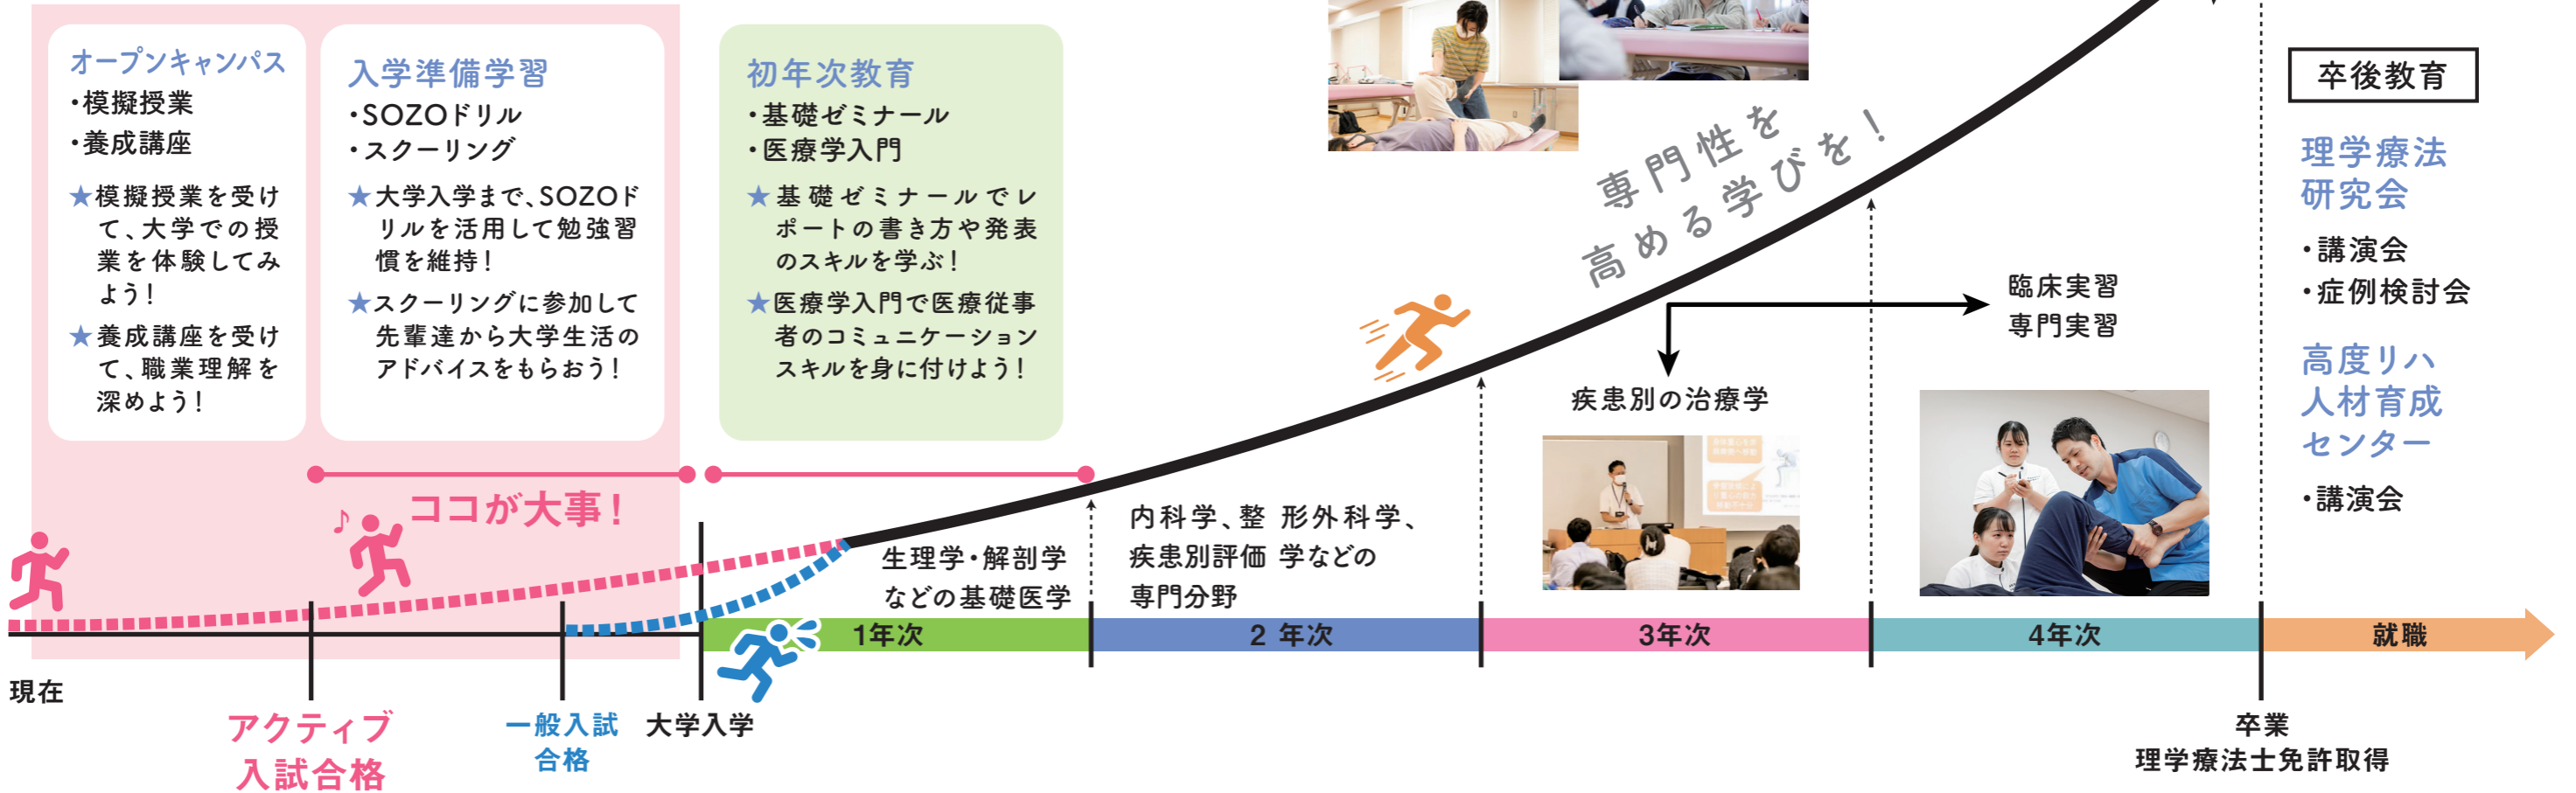 オープンキャンパス
・模擬授業
・養成講座
★模擬授業を受け
て、大学での授
業を体験してみ
よう！
★養成講座を受け
て、職業理解を
深めよう！
入学準備学習
・SOZOドリル
・スクーリング
★大学入学まで、SOZOド
リルを活用して勉強習
慣を維持！
★スクーリングに参加して
先輩達から大学生活の
アドバイスをもらおう！
初年次教育
・基礎ゼミナール
・医療学入門
★基礎ゼミナールでレ
ポートの書き方や発表
のスキルを学ぶ！
★医療学入門で医療従事
者のコミュニケーション
スキルを身に付けよう！
専門性を
高める学びを！
卒後教育
理学療法
研究会
・講演会
・症例検討会
高度リハ
人材育成
センター
・講演会
臨床実習
専門実習
疾患別の治療学
ココが大事！
♪
生理学・解剖学
などの基礎医学
内科学、整 形外科学、
疾患別評価 学などの
専門分野
1年次
2 年次
3年次
4年次
就職
現在
アクティブ
入試合格
一般入試
合格
大学入学
卒業
理学療法士免許取得